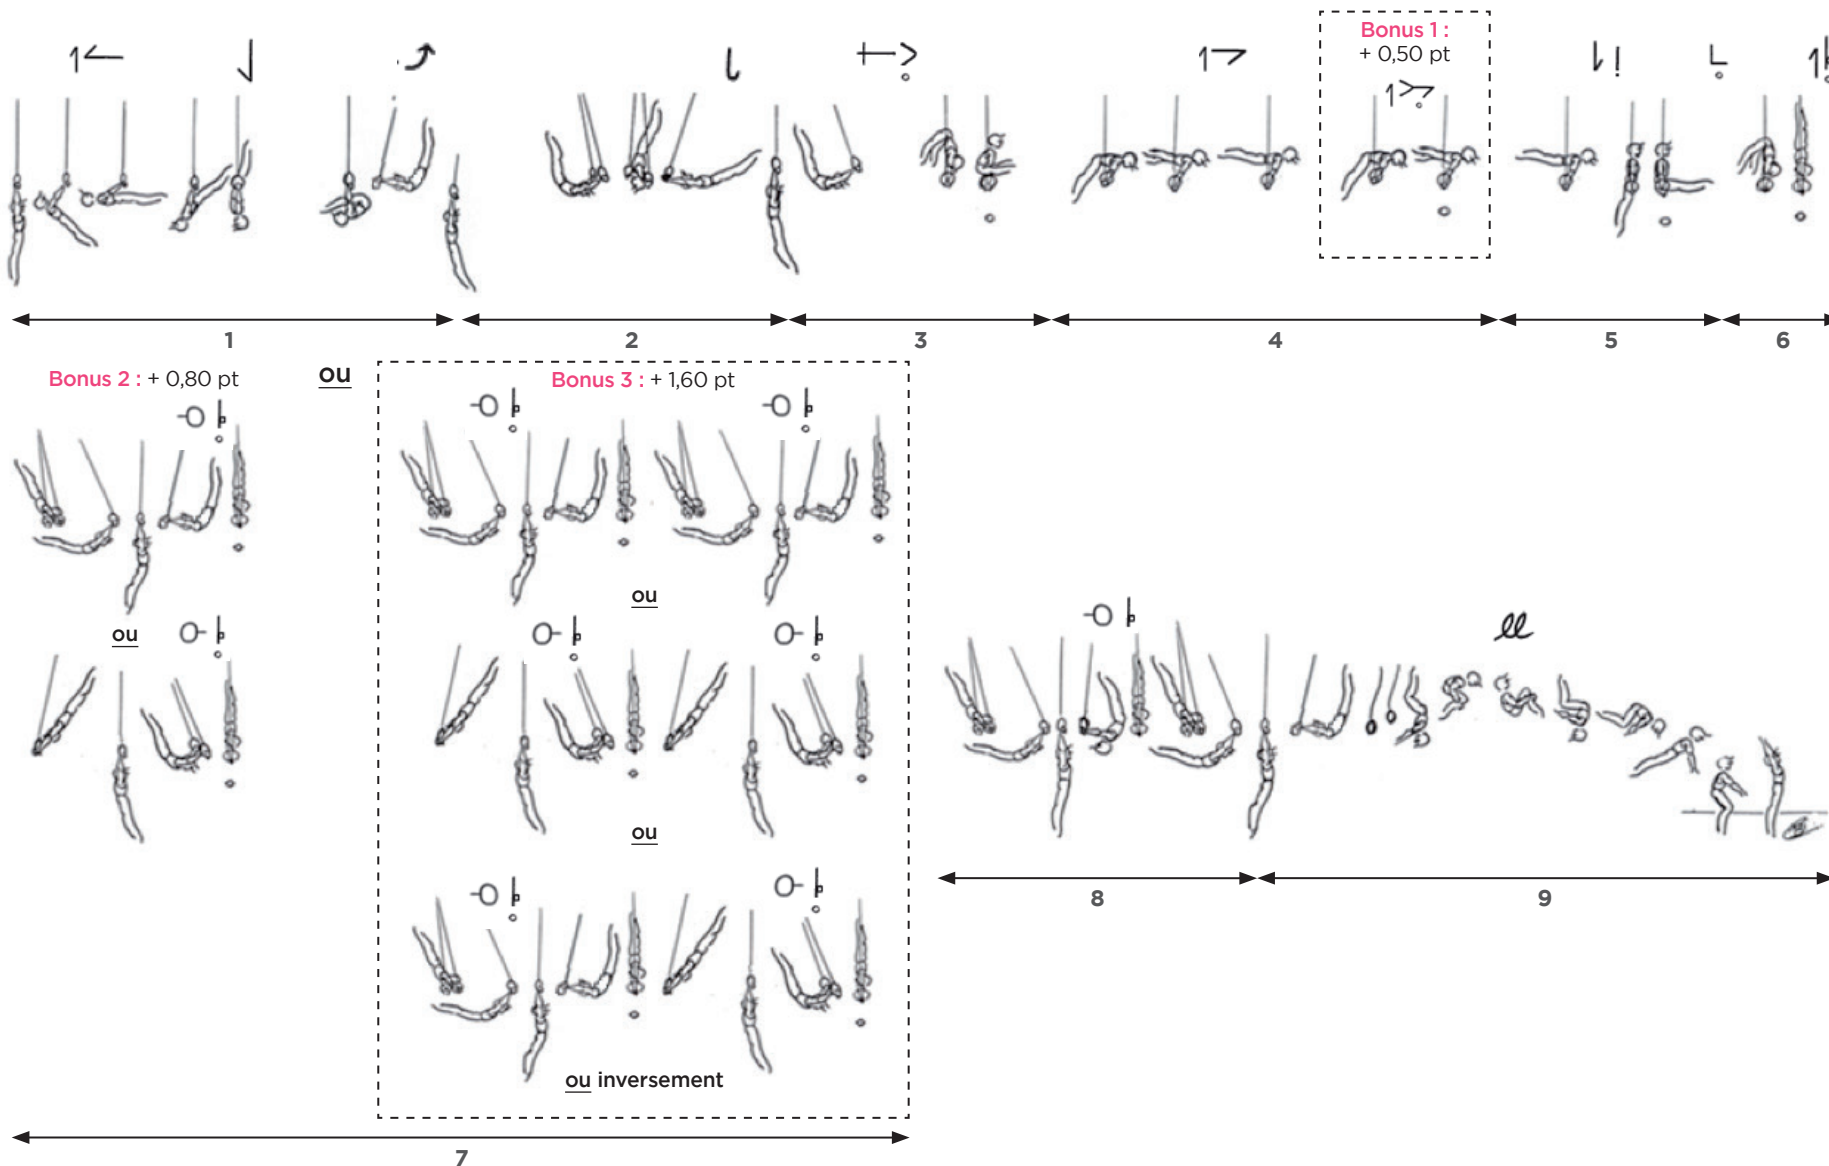 Bonus 1 :
+ 0,50 pt
1
2
3
4
5
6
Bonus 2 : + 0,80 pt
ou
Bonus 3 : + 1,60 pt
ou
ou
ou
ou inversement
8
9
7